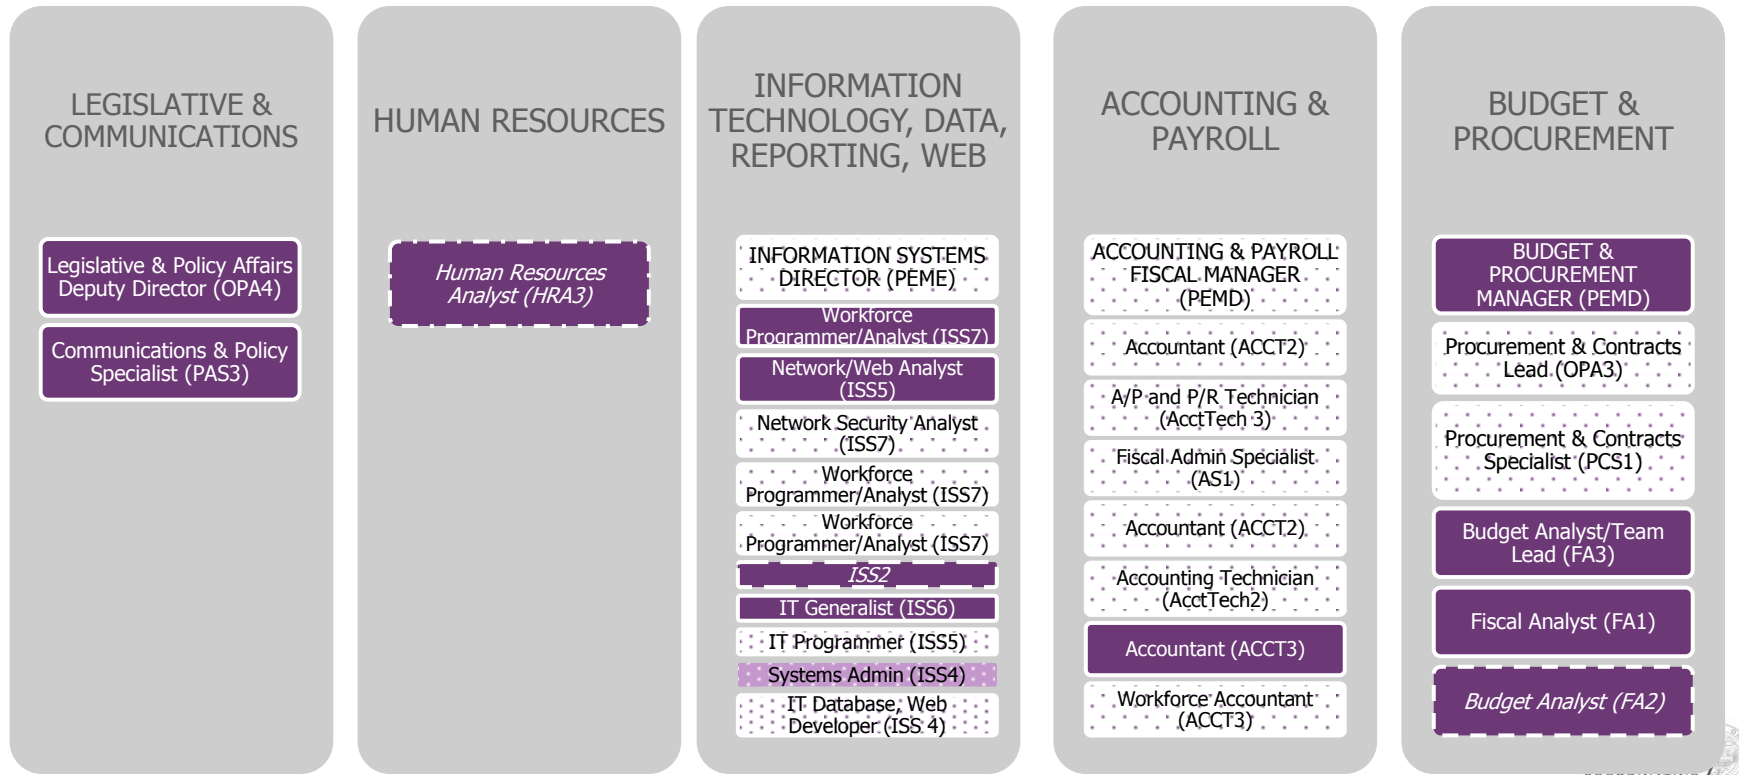 LEGISLATIVE &
COMMUNICATIONS
Legislative & Policy Affairs
Deputy Director (OPA4)
Communications & Policy
Specialist (PAS3)
HUMAN RESOURCES
Human Resources
Analyst (HRA3)
INFORMATION
TECHNOLOGY, DATA,
REPORTING, WEB
INFORMATION SYSTEMS
DIRECTOR (PEME)
Workforce
Programmer/Analyst (ISS7)
Network/Web Analyst
(ISS5)
Network Security Analyst
(ISS7)
Workforce
Programmer/Analyst (ISS7)
Workforce
Programmer/Analyst (ISS7)
ISS2
IT Generalist (ISS6)
IT Programmer (ISS5)
Systems Admin (ISS4)
IT Database, Web
Developer (ISS 4)
ACCOUNTING &
PAYROLL
ACCOUNTING & PAYROLL
FISCAL MANAGER
(PEMD)
Accountant (ACCT2)
A/P and P/R Technician
(AcctTech 3)
Fiscal Admin Specialist
(AS1)
Accountant (ACCT2)
Accounting Technician
(AcctTech2)
Accountant (ACCT3)
Workforce Accountant
(ACCT3)
BUDGET &
PROCUREMENT
BUDGET &
PROCUREMENT
MANAGER (PEMD)
Procurement & Contracts
Lead (OPA3)
Procurement & Contracts
Specialist (PCS1)
Budget Analyst/Team
Lead (FA3)
Fiscal Analyst (FA1)
Budget Analyst (FA2)